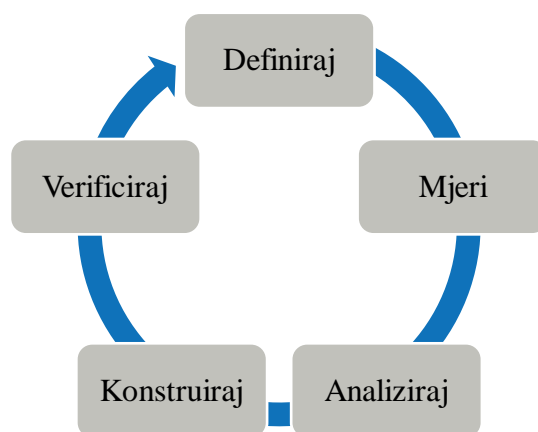 Definiraj
Mjeri
Analiziraj
Konstruiraj
Verificiraj